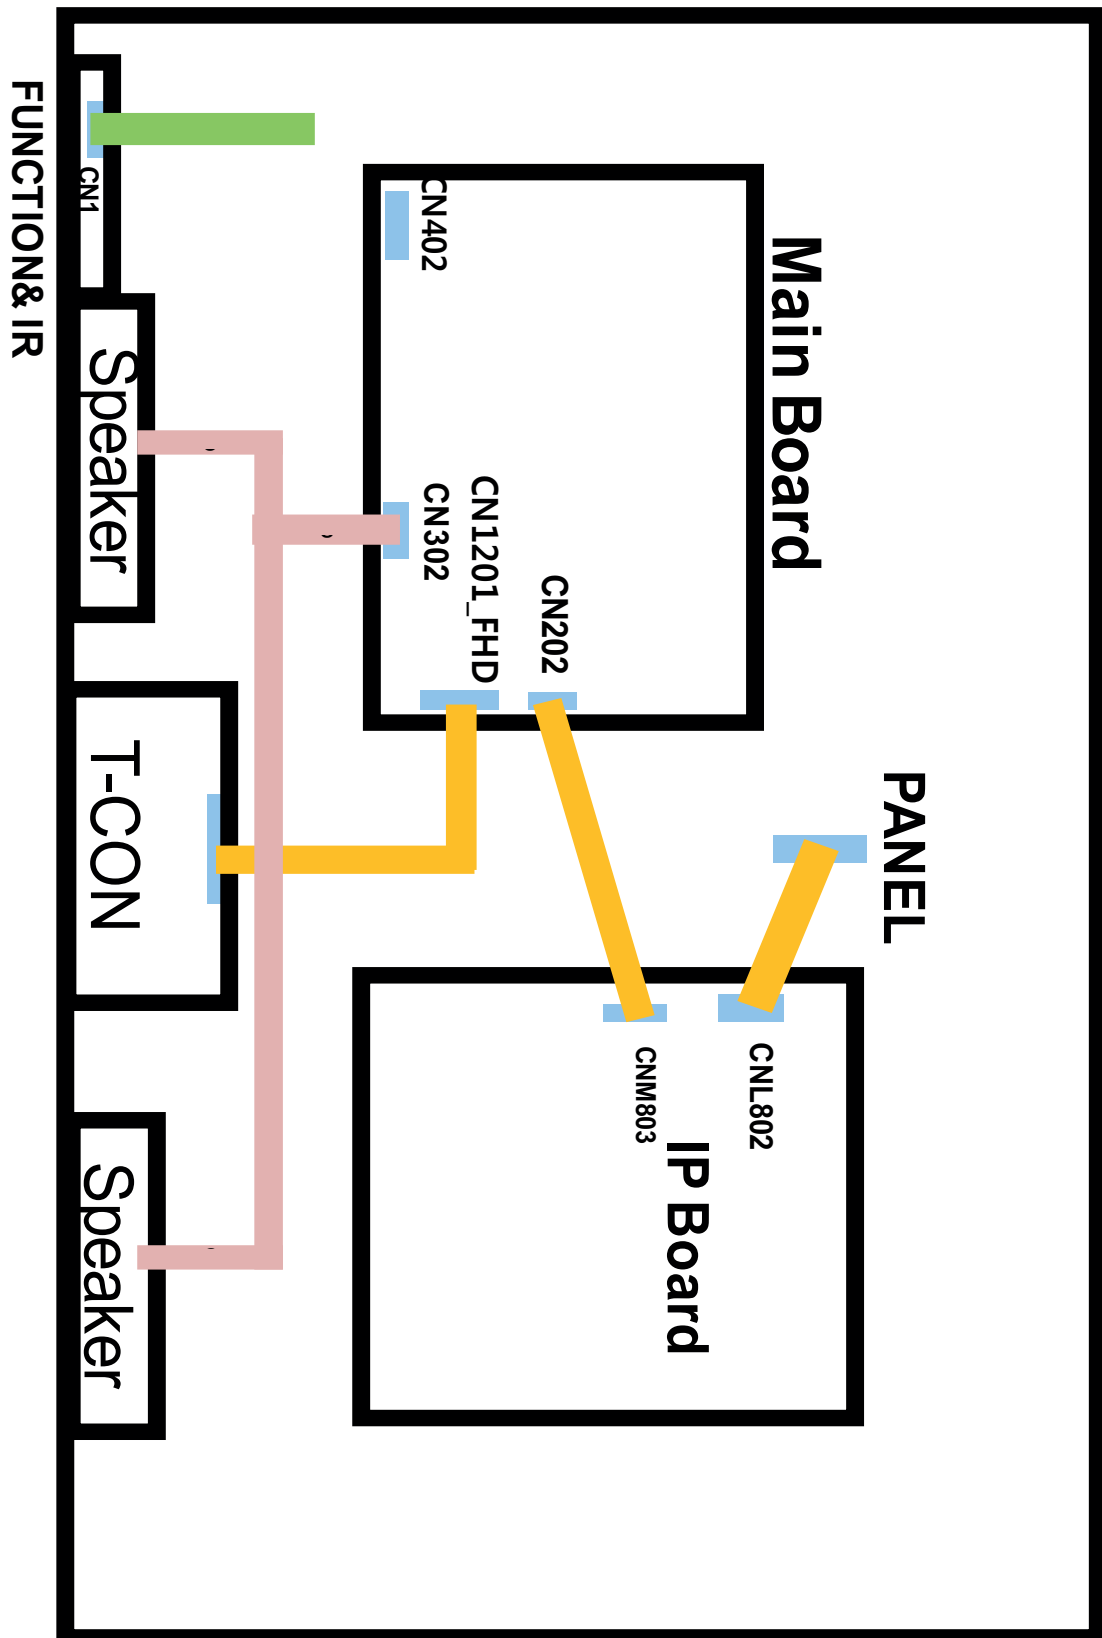 Main Board
PANEL
IP Board
CN202
CNL802
CNM803
CN1201_FHD
CN302
CN402
CN1
Speaker
T-CON
Speaker
FUNCTION& IR